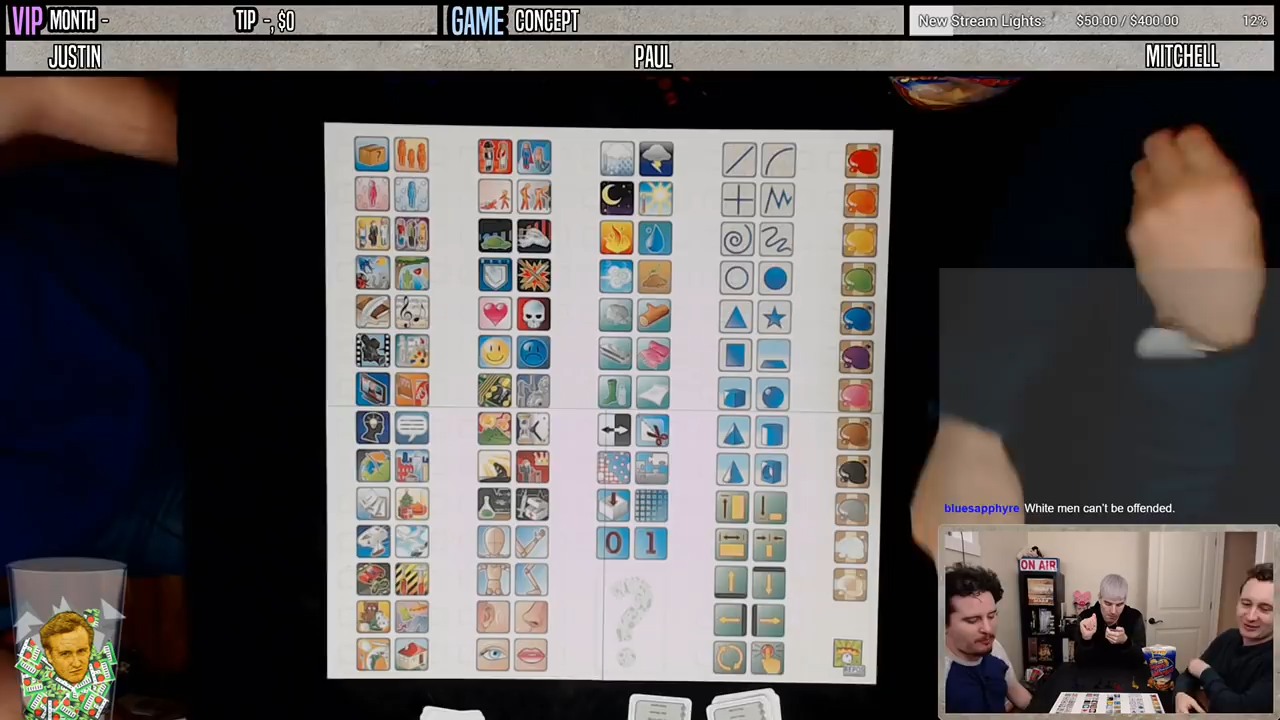 VIP MONTH -
TIP -, $0
GAME CONCEPT
New Stream Lights: $50.00 / $400.00 12%
JUSTIN
PAUL
MITCHELL
?
0 1
?
bluesapphyre White men can't be offended.
ON AIR